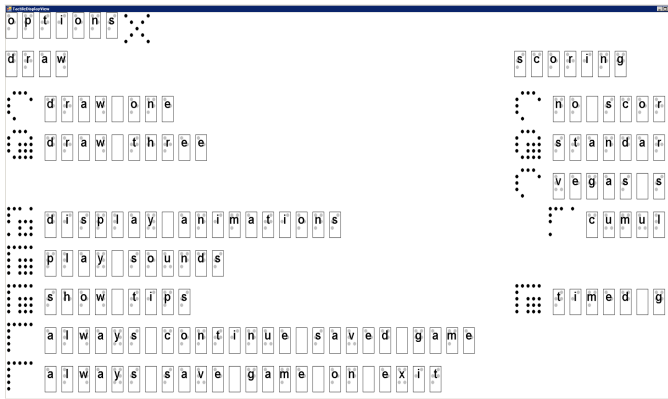 TactileDisplayView
options
draw scoring
draw one no scor
draw three standar
vegas s
display animations cumul
play sounds
show tips timed g
always continue saved game
always save game on exit